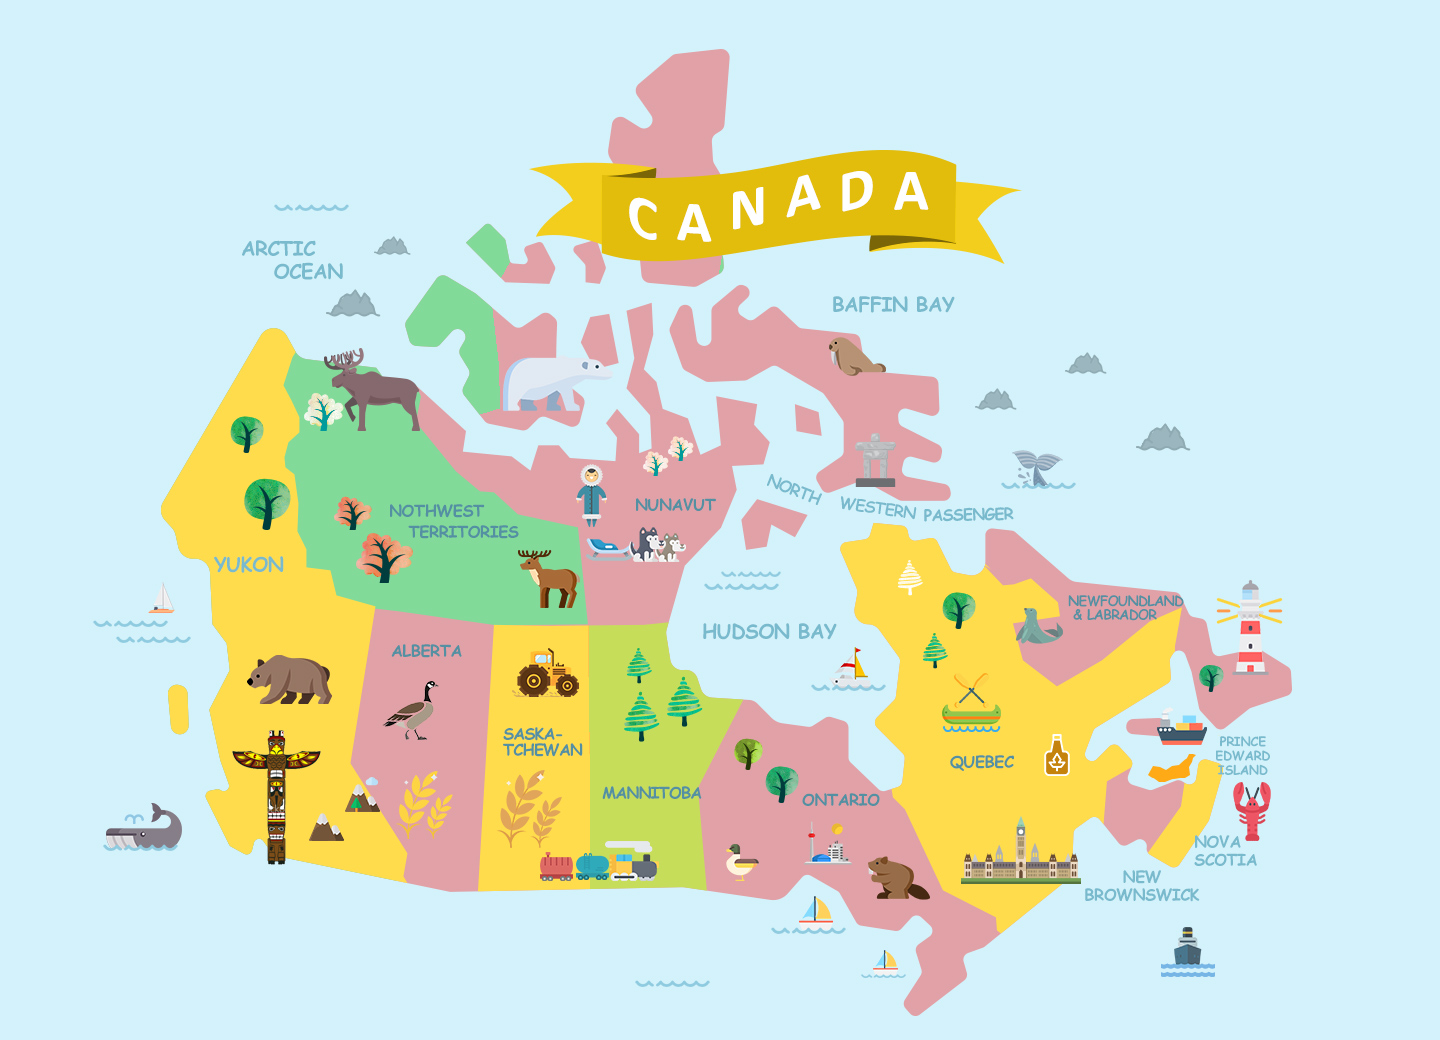 CANADA
ARCTIC
OCEAN
BAFFIN BAY
NUNAVUT
NORTH
WESTERN PASSENGER
NOTHWEST
TERRITORIES
YUKON
NEWFOUNDLAND
& LABRADOR
HUDSON BAY
ALBERTA
SASKA-
TCHEWAN
MANNITOBA
ONTARIO
QUEBEC
PRINCE
EDWARD
ISLAND
NOVA
SCOTIA
NEW
BROWNSWICK